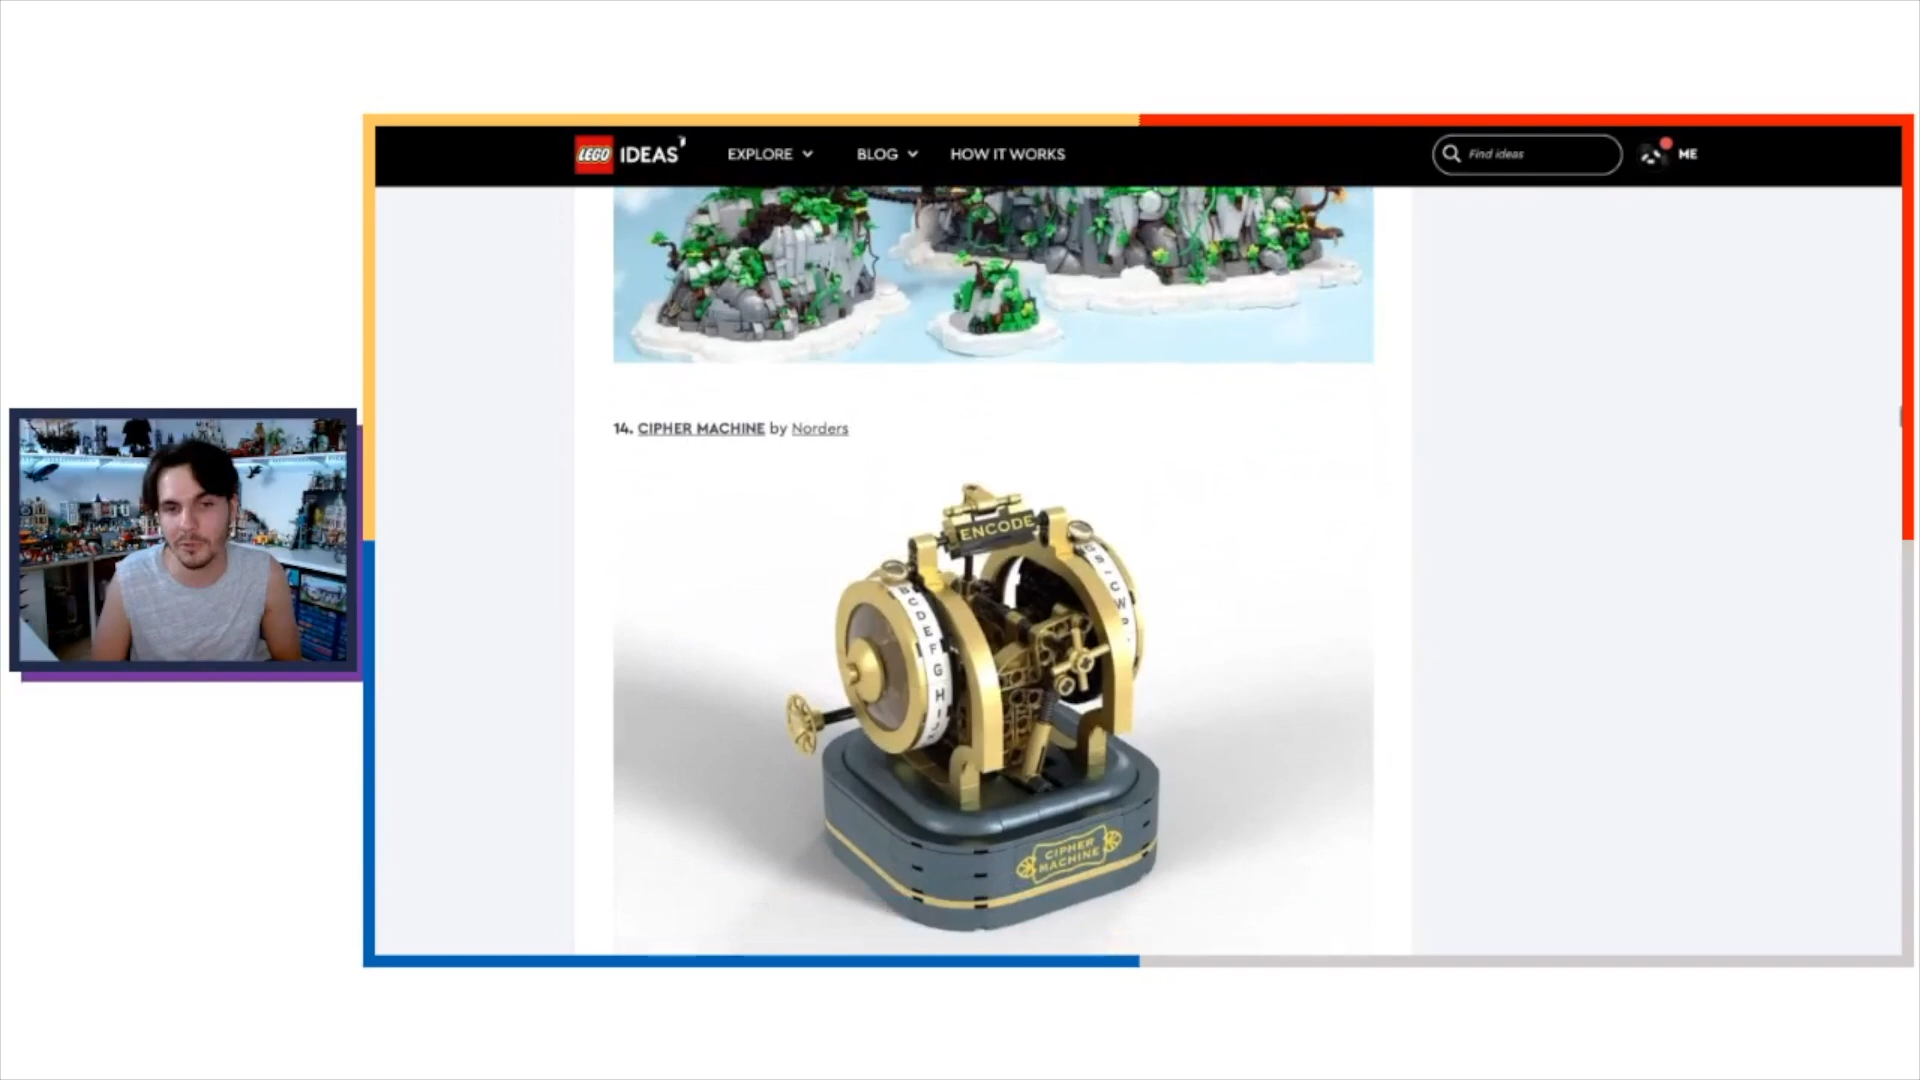 LEGO IDEAS EXPLORE BLOG HOW IT WORKS Find ideas ME
14. CIPHER MACHINE by Norders
ENCODE
B C D E F G H I J
CIPHER
MACHINE